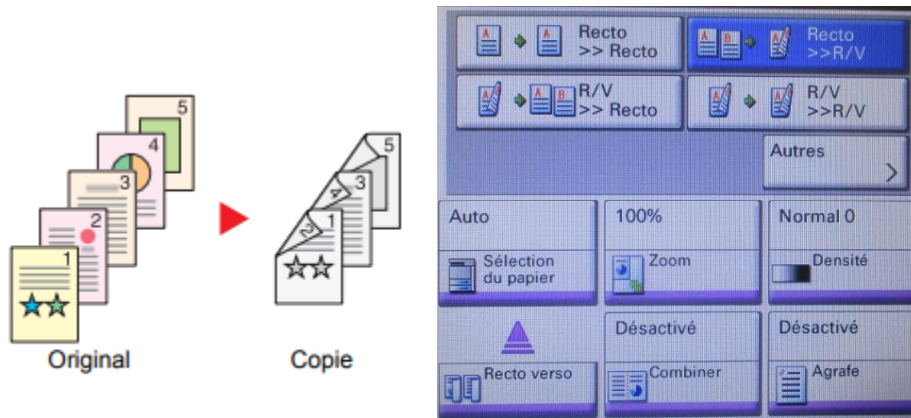 5
4
3
2
1
Original
5
4
3
2
1
Copie
A
A
Recto
>> Recto
A
B
A
Recto
>>R/V
A
A
B
R/V
>> Recto
A
A
R/V
>>R/V
Autres
>
Auto
100%
Normal 0
Sélection
du papier
Zoom
Densité
Désactivé
Désactivé
Recto verso
Combiner
Agrafe